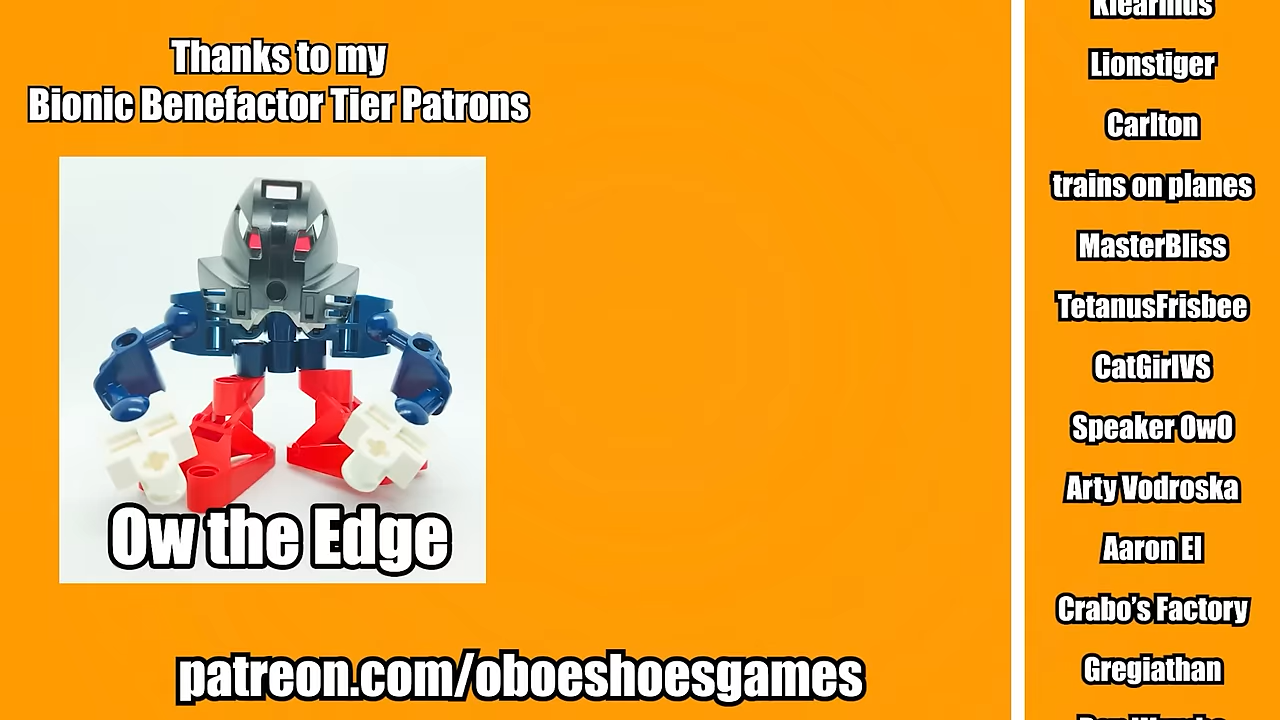 Thanks to my
Bionic Benefactor Tier Patrons
Ow the Edge
patreon.com/oboeshoesgames
Lionstiger
Carlton
trains on planes
MasterBliss
TetanusFrisbee
CatGirlVS
Speaker OwO
Arty Vodroska
Aaron El
Crabo's Factory
Gregiathan